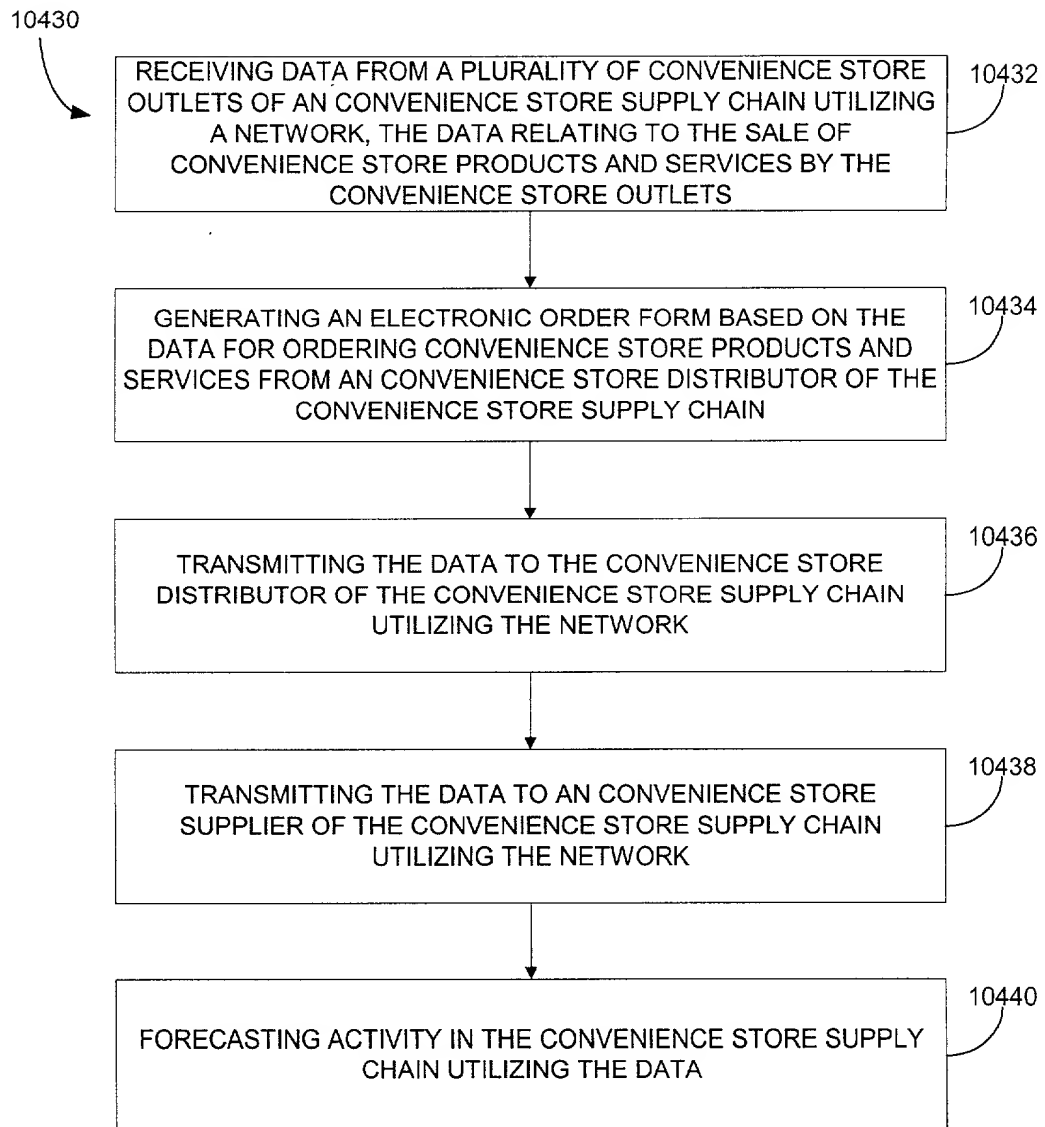 10430
RECEIVING DATA FROM A PLURALITY OF CONVENIENCE STORE
OUTLETS OF AN CONVENIENCE STORE SUPPLY CHAIN UTILIZING
A NETWORK, THE DATA RELATING TO THE SALE OF
CONVENIENCE STORE PRODUCTS AND SERVICES BY THE
CONVENIENCE STORE OUTLETS
10432
GENERATING AN ELECTRONIC ORDER FORM BASED ON THE
DATA FOR ORDERING CONVENIENCE STORE PRODUCTS AND
SERVICES FROM AN CONVENIENCE STORE DISTRIBUTOR OF THE
CONVENIENCE STORE SUPPLY CHAIN
10434
TRANSMITTING THE DATA TO THE CONVENIENCE STORE
DISTRIBUTOR OF THE CONVENIENCE STORE SUPPLY CHAIN
UTILIZING THE NETWORK
10436
TRANSMITTING THE DATA TO AN CONVENIENCE STORE
SUPPLIER OF THE CONVENIENCE STORE SUPPLY CHAIN
UTILIZING THE NETWORK
10438
FORECASTING ACTIVITY IN THE CONVENIENCE STORE SUPPLY
CHAIN UTILIZING THE DATA
10440